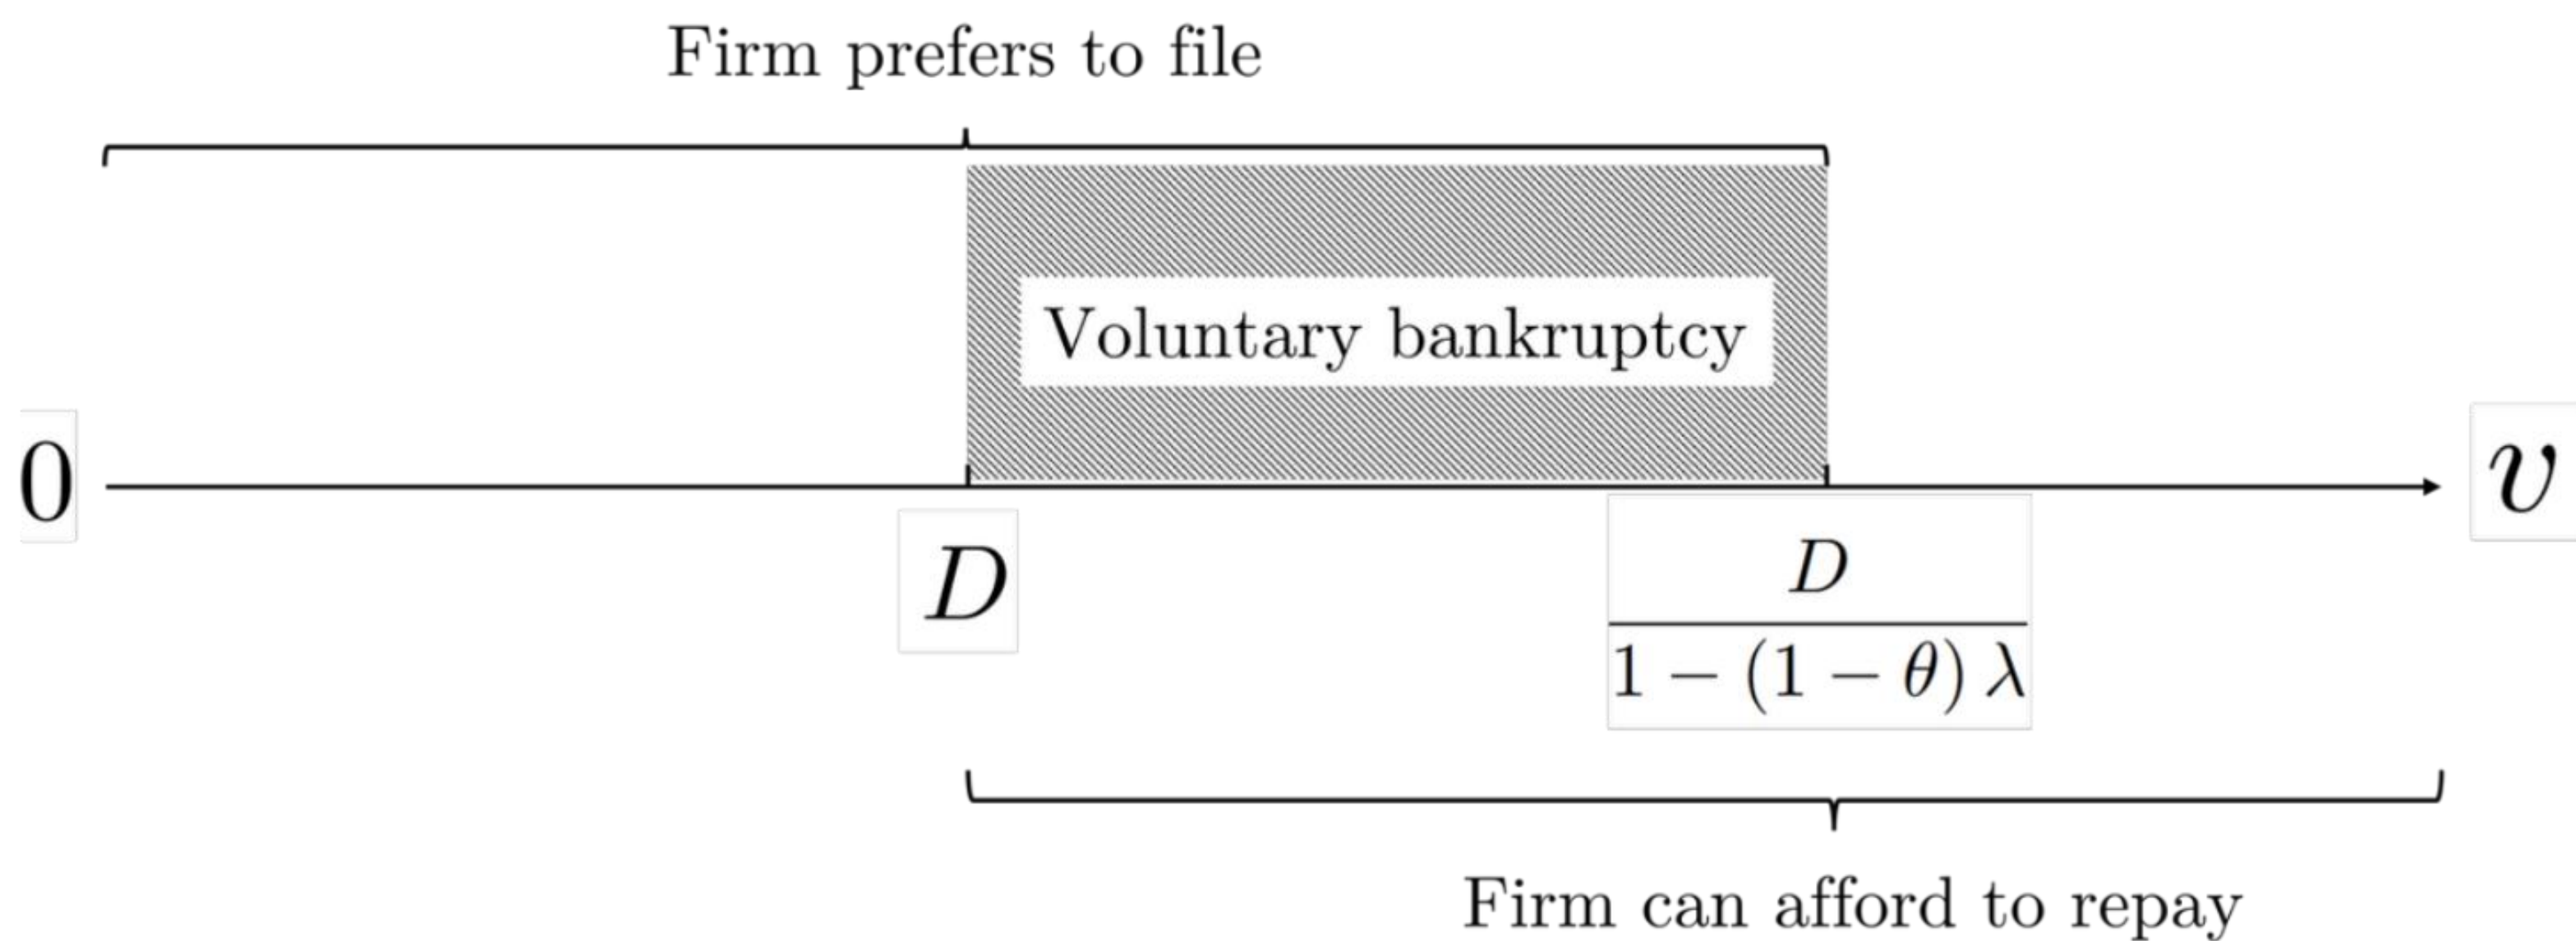 Firm prefers to file
Voluntary bankruptcy
0
v
D
D
1 − (1 − θ) λ
Firm can afford to repay